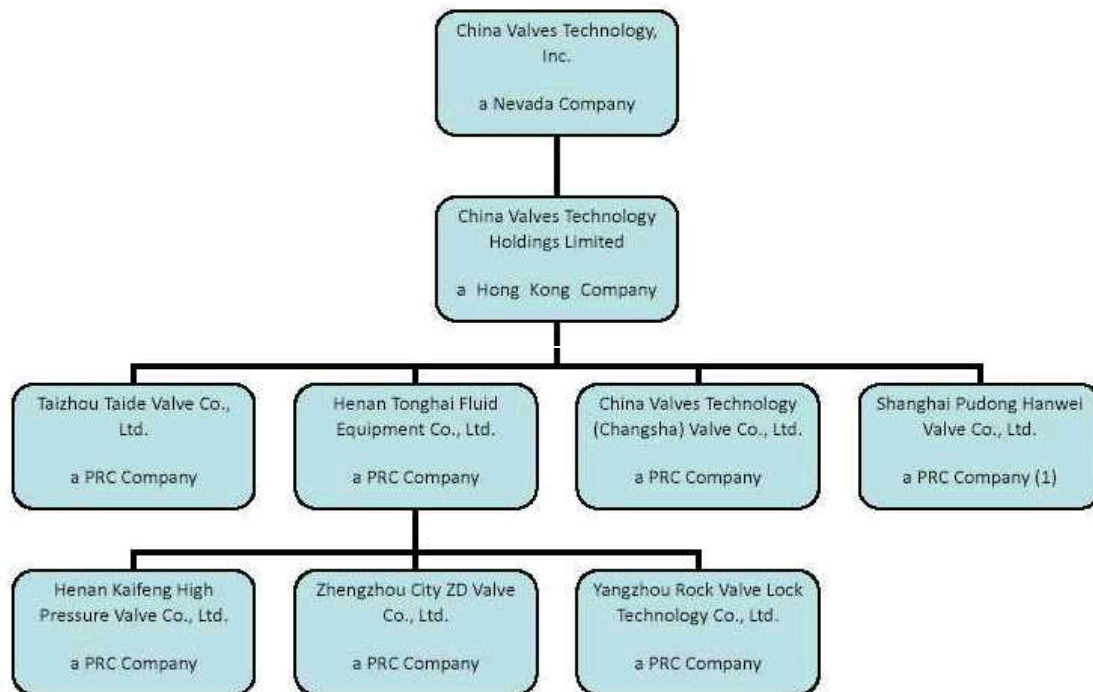 China Valves Technology,
Inc.
a Nevada Company
China Valves Technology
Holdings Limited
a Hong Kong Company
Taizhou Taide Valve Co.,
Ltd.
a PRC Company
Henan Tonghai Fluid
Equipment Co., Ltd.
a PRC Company
China Valves Technology
(Changsha) Valve Co., Ltd.
a PRC Company
Shanghai Pudong Hanwei
Valve Co., Ltd.
a PRC Company (1)
Henan Kaifeng High
Pressure Valve Co., Ltd.
a PRC Company
Zhengzhou City ZD Valve
Co., Ltd.
a PRC Company
Yangzhou Rock Valve Lock
Technology Co., Ltd.
a PRC Company